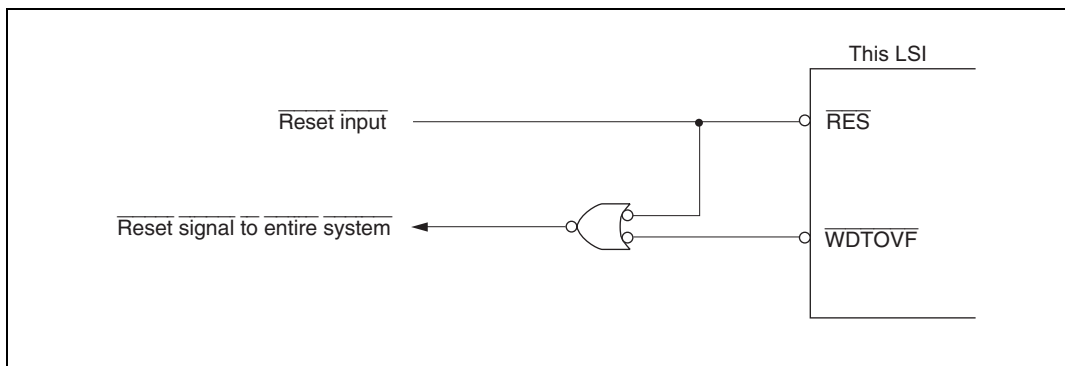 This LSI
Reset input
RES
Reset signal to entire system
WDTOVF